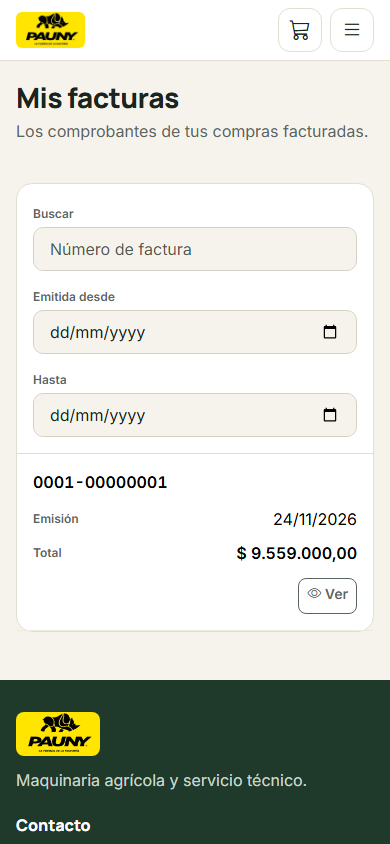 PAUNY
Mis facturas
Los comprobantes de tus compras facturadas.
Buscar
Número de factura
Emitida desde
dd/mm/yyyy
Hasta
dd/mm/yyyy
0001-00000001
Emisión 24/11/2026
Total $ 9.559.000,00
Ver
PAUNY
Maquinaria agrícola y servicio técnico.
Contacto